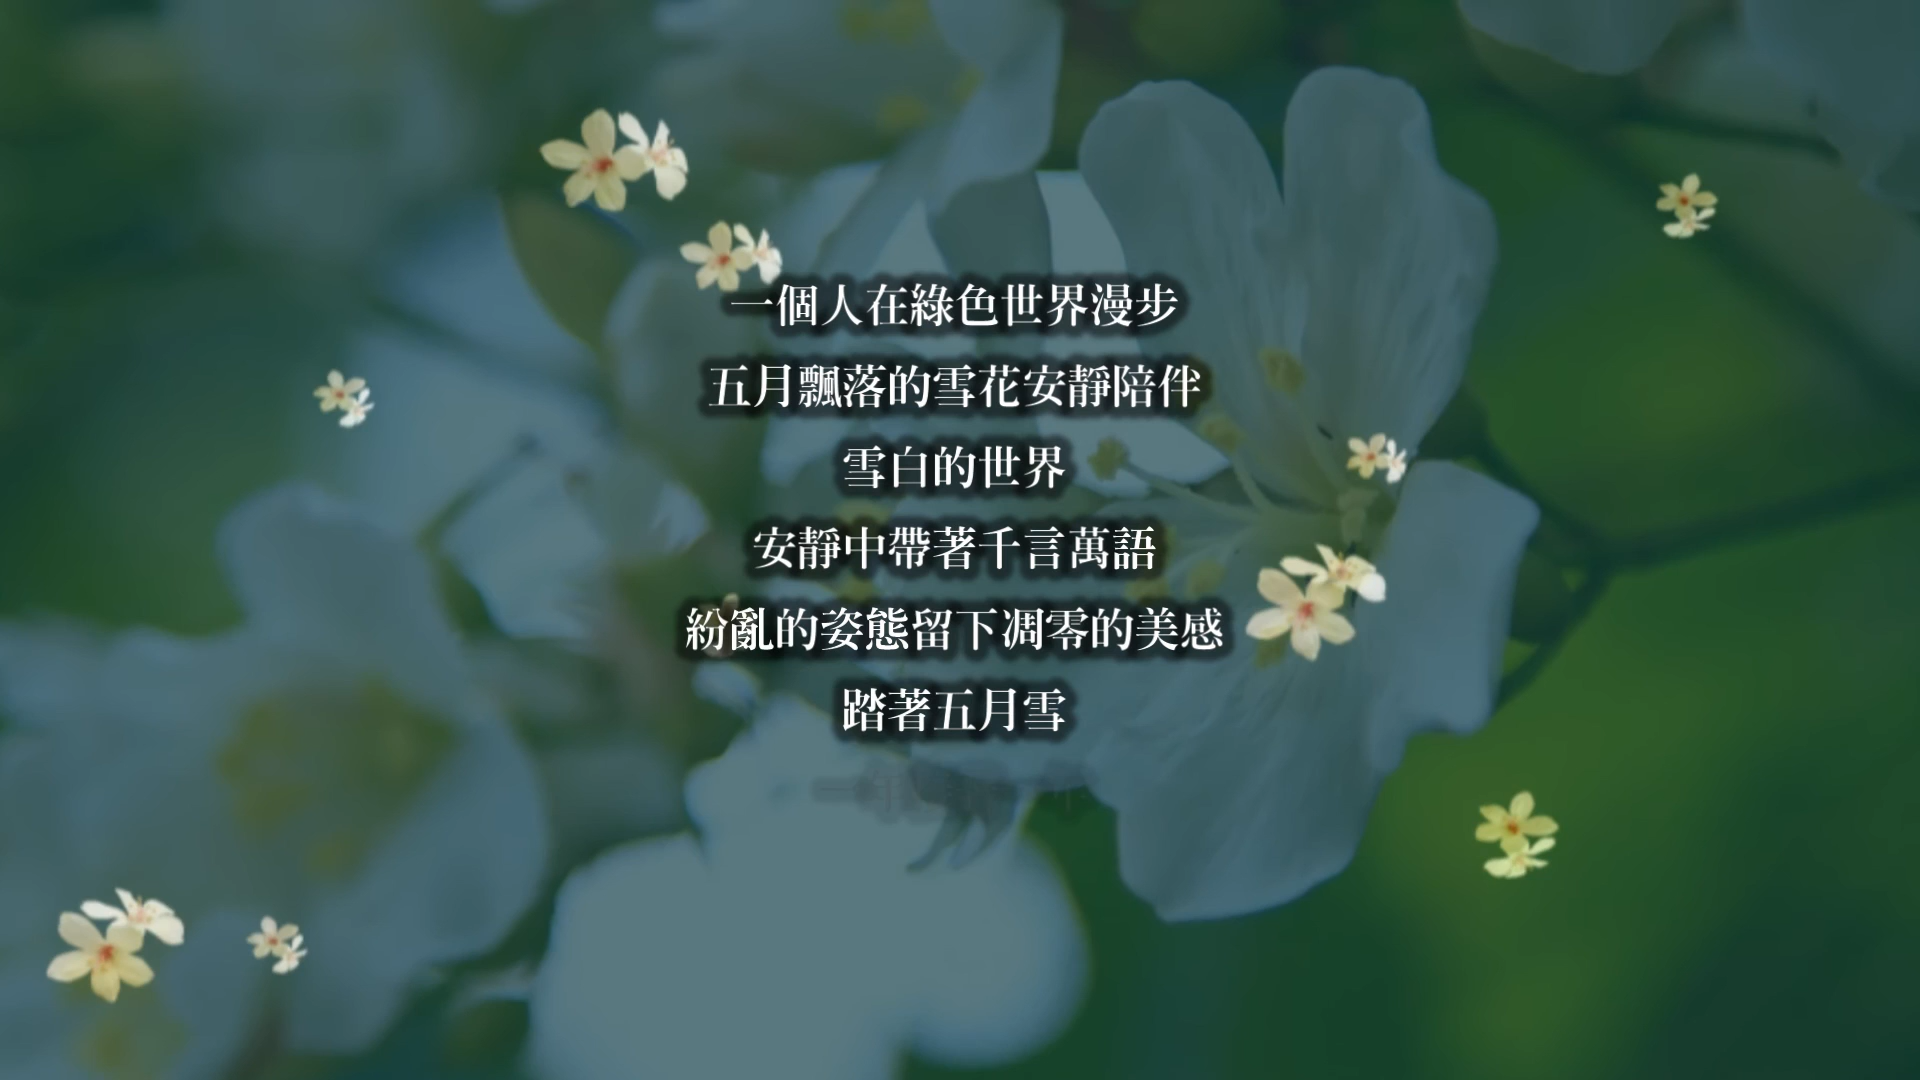 一個人在綠色世界漫步
五月飄落的雪花安靜陪伴
雪白的世界
安靜中帶著千言萬語
紛亂的姿態留下凋零的美感
踏著五月雪